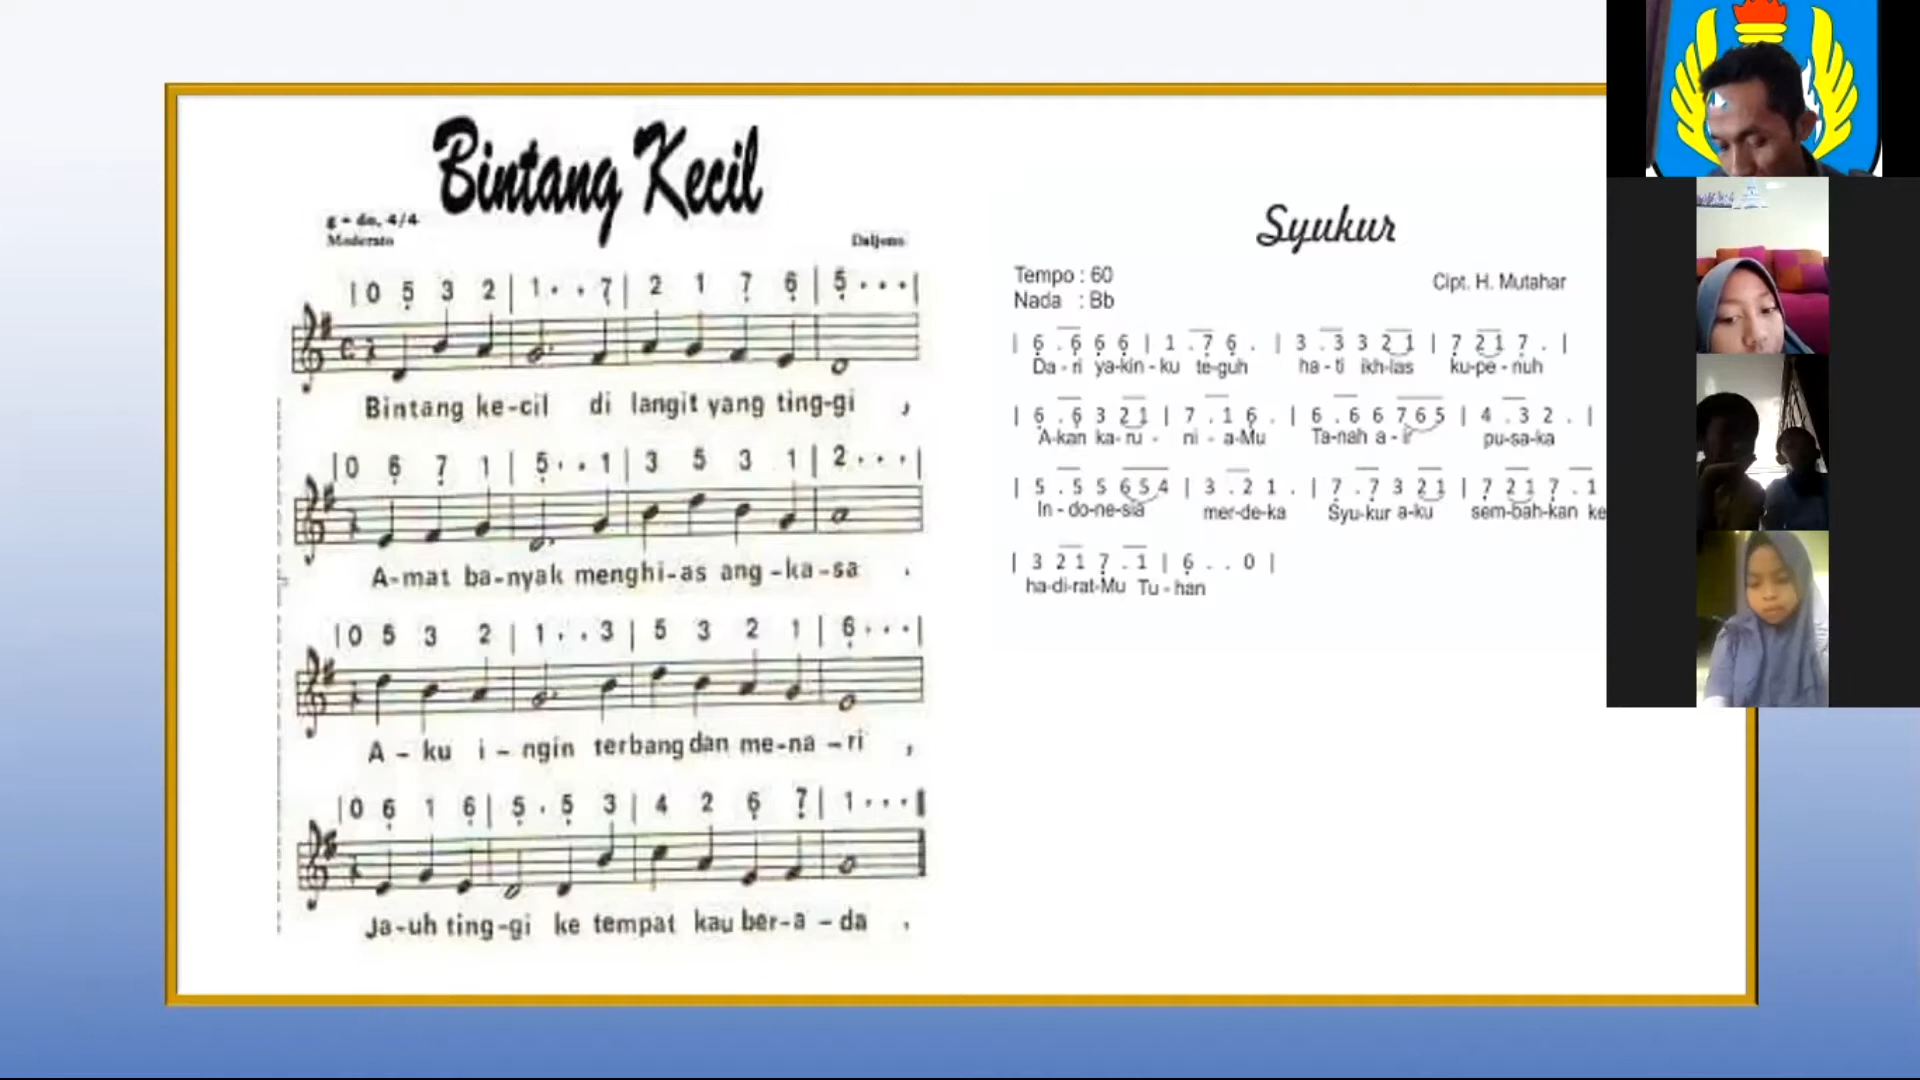 Bintang Kecil
g = do, 4/4
Moderato
Daljono
| 0 5̣ 3 2 | 1 . . 7̣ | 2 1 7̣ 6̣ | 5̣ . . . |
Bintang ke-cil di langit yang ting-gi ,
| 0 6̣ 7̣ 1 | 5̣ . . 1 | 3 5 3 1 | 2 . . . |
A-mat ba-nyak menghi-as ang-ka-sa .
| 0 5 3 2 | 1 . . 3 | 5 3 2 1 | 6̣ . . . |
A - ku i - ngin terbang dan me-na - ri ,
| 0 6̣ 1 6̣ | 5̣ . 5̣ 3 | 4 2 6̣ 7̣ | 1 . . . |
Ja-uh ting-gi ke tempat kau ber-a - da .
Syukur
Tempo : 60
Nada : Bb
Cipt. H. Mutahar
| 6̣ . 6̣ 6̣ 6̣ | 1 . 7̣ 6̣ . | 3 . 3 3 2 1 | 7̣ 2 1 7̣ . |
Da - ri ya-kin - ku te-guh ha - ti ikh-las ku-pe - nuh
| 6̣ . 6̣ 3 2 1 | 7̣ . 1 6̣ . | 6 . 6 6 7 6 5 | 4 . 3 2 . |
A-kan ka-ru - ni - a-Mu Ta-nah a - ir pu-sa-ka
| 5 . 5 5 6 5 4 | 3 . 2 1 . | 7̣ . 7̣ 3 2 1 | 7̣ 2 1 7̣ . 1
In - do-ne-sia mer-de-ka Syu-kur a-ku sem-bah-kan ke
| 3 2 1 7̣ . 1 | 6̣ . . 0 |
ha-di-rat-Mu Tu - han